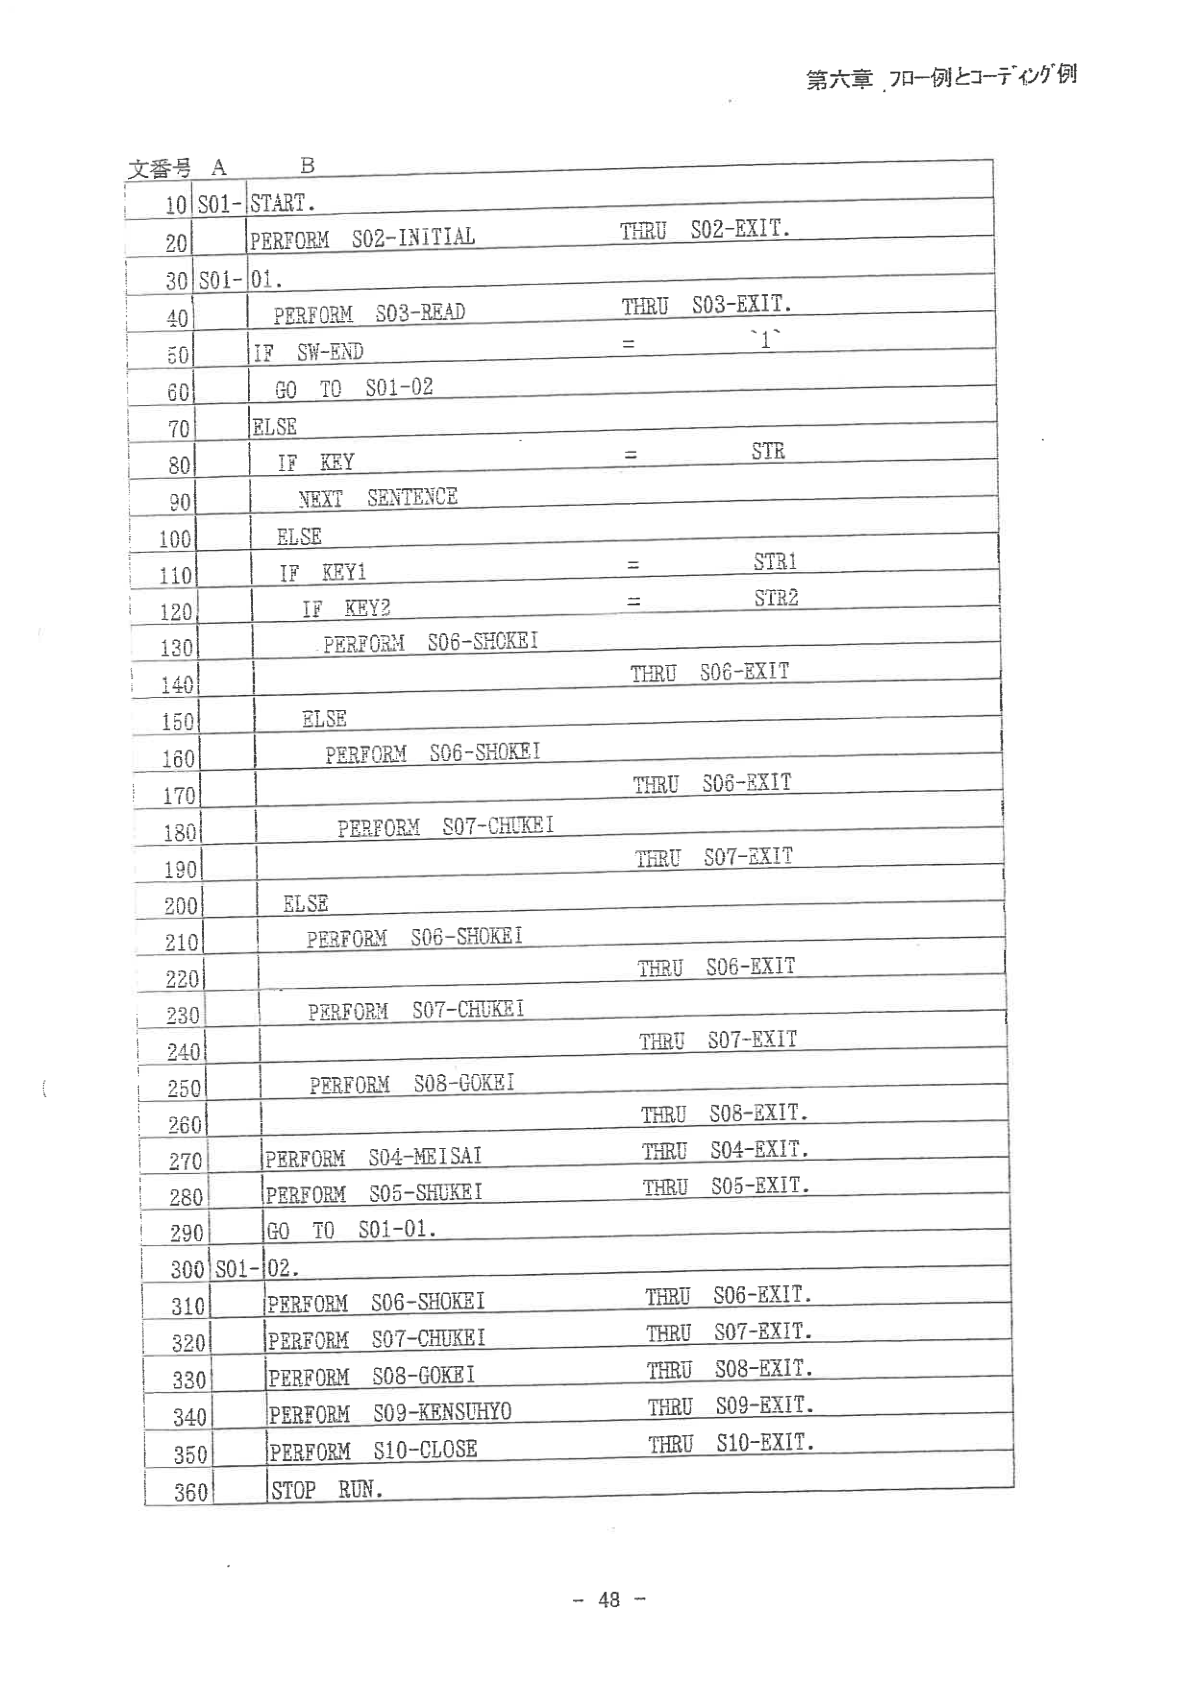 第六章 フロー例とコーディング例
文番号 A B
10 S01- START.
20 PERFORM S02-INITIAL THRU S02-EXIT.
30 S01- 01.
40 PERFORM S03-READ THRU S03-EXIT.
50 IF SW-END = `1`
60 GO TO S01-02
70 ELSE
80 IF KEY = STR
90 NEXT SENTENCE
100 ELSE
110 IF KEY1 = STR1
120 IF KEY2 = STR2
130 PERFORM S06-SHOKEI
140 THRU S06-EXIT
150 ELSE
160 PERFORM S06-SHOKEI
170 THRU S06-EXIT
180 PERFORM S07-CHUKEI
190 THRU S07-EXIT
200 ELSE
210 PERFORM S06-SHOKEI
220 THRU S06-EXIT
230 PERFORM S07-CHUKEI
240 THRU S07-EXIT
250 PERFORM S08-GOKEI
260 THRU S08-EXIT.
270 PERFORM S04-MEISAI THRU S04-EXIT.
280 PERFORM S05-SHUKEI THRU S05-EXIT.
290 GO TO S01-01.
300 S01- 02.
310 PERFORM S06-SHOKEI THRU S06-EXIT.
320 PERFORM S07-CHUKEI THRU S07-EXIT.
330 PERFORM S08-GOKEI THRU S08-EXIT.
340 PERFORM S09-KENSUHYO THRU S09-EXIT.
350 PERFORM S10-CLOSE THRU S10-EXIT.
360 STOP RUN.
- 48 -